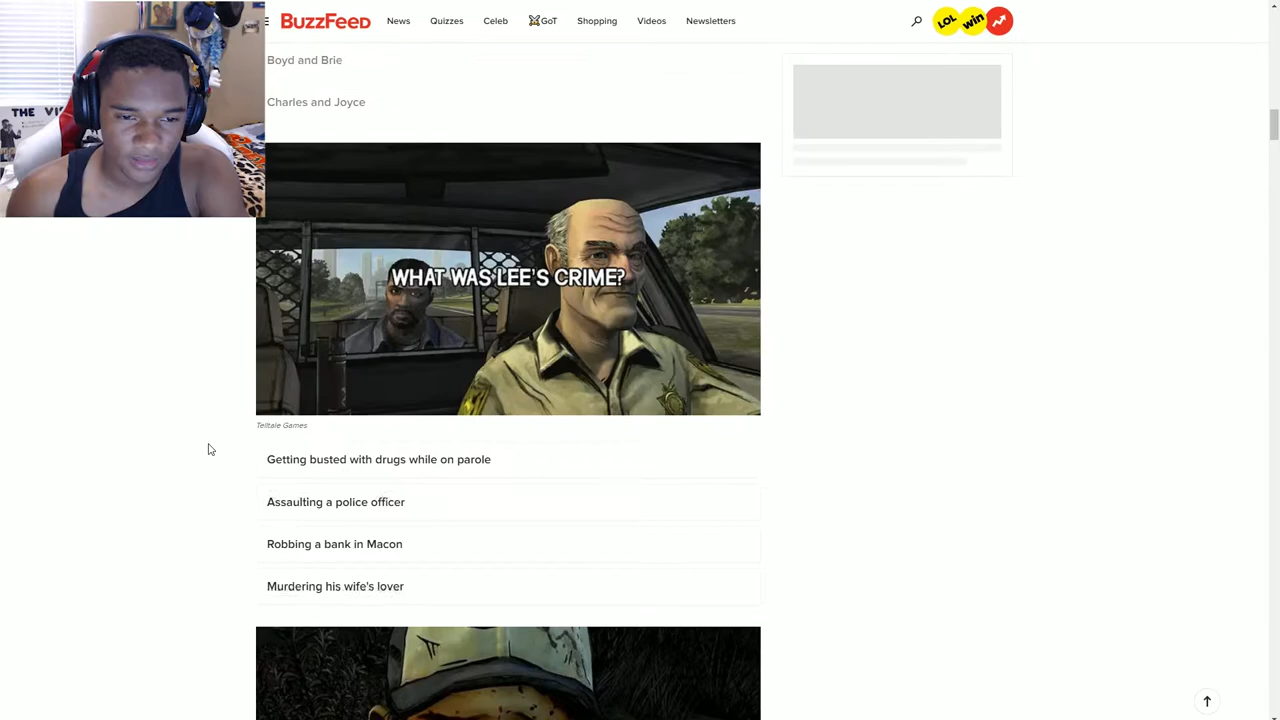 BuzzFeed News Quizzes Celeb GoT Shopping Videos Newsletters LOL win
Boyd and Brie
Charles and Joyce
THE VI
WHAT WAS LEE'S CRIME?
Telltale Games
Getting busted with drugs while on parole
Assaulting a police officer
Robbing a bank in Macon
Murdering his wife's lover